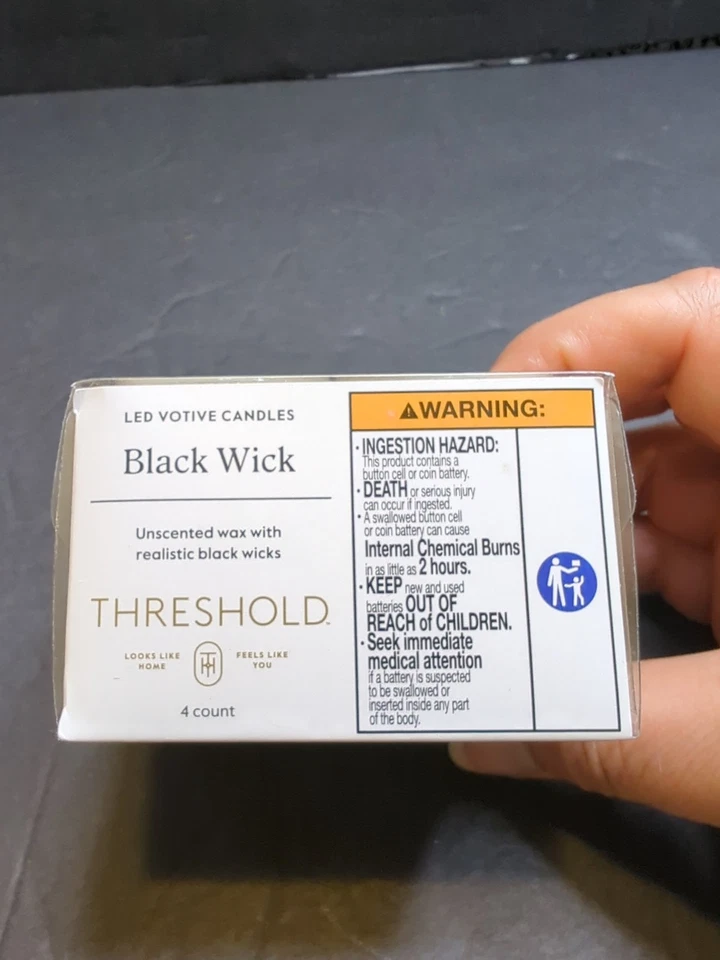 LED VOTIVE CANDLES
Black Wick
Unscented wax with
realistic black wicks
THRESHOLD™
LOOKS LIKE
HOME
FEELS LIKE
YOU
4 count
⚠WARNING:
· INGESTION HAZARD:
This product contains a
button cell or coin battery.
· DEATH or serious injury
can occur if ingested.
· A swallowed button cell
or coin battery can cause
Internal Chemical Burns
in as little as 2 hours.
· KEEP new and used
batteries OUT OF
REACH of CHILDREN.
· Seek immediate
medical attention
if a battery is suspected
to be swallowed or
inserted inside any part
of the body.